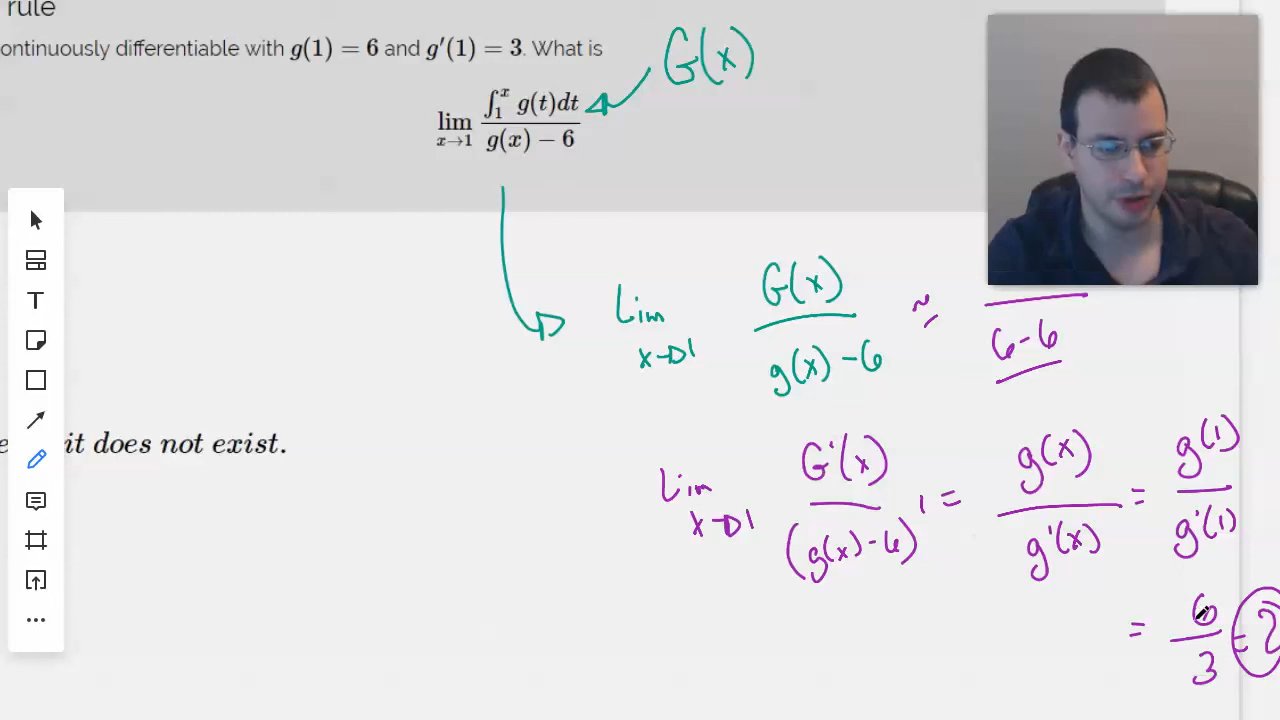 rule
ontinuously differentiable with g(1) = 6 and g′(1) = 3. What is
G(x)
lim x→1 ∫₁ˣ g(t)dt / g(x) − 6
Lim x→1 G(x) / g(x) − 6 ≈ / 6 − 6
it does not exist.
Lim x→1 G'(x) / (g(x) − 6)' = g(x) / g'(x) = g(1) / g'(1)
= 6 / 3 = 2
T